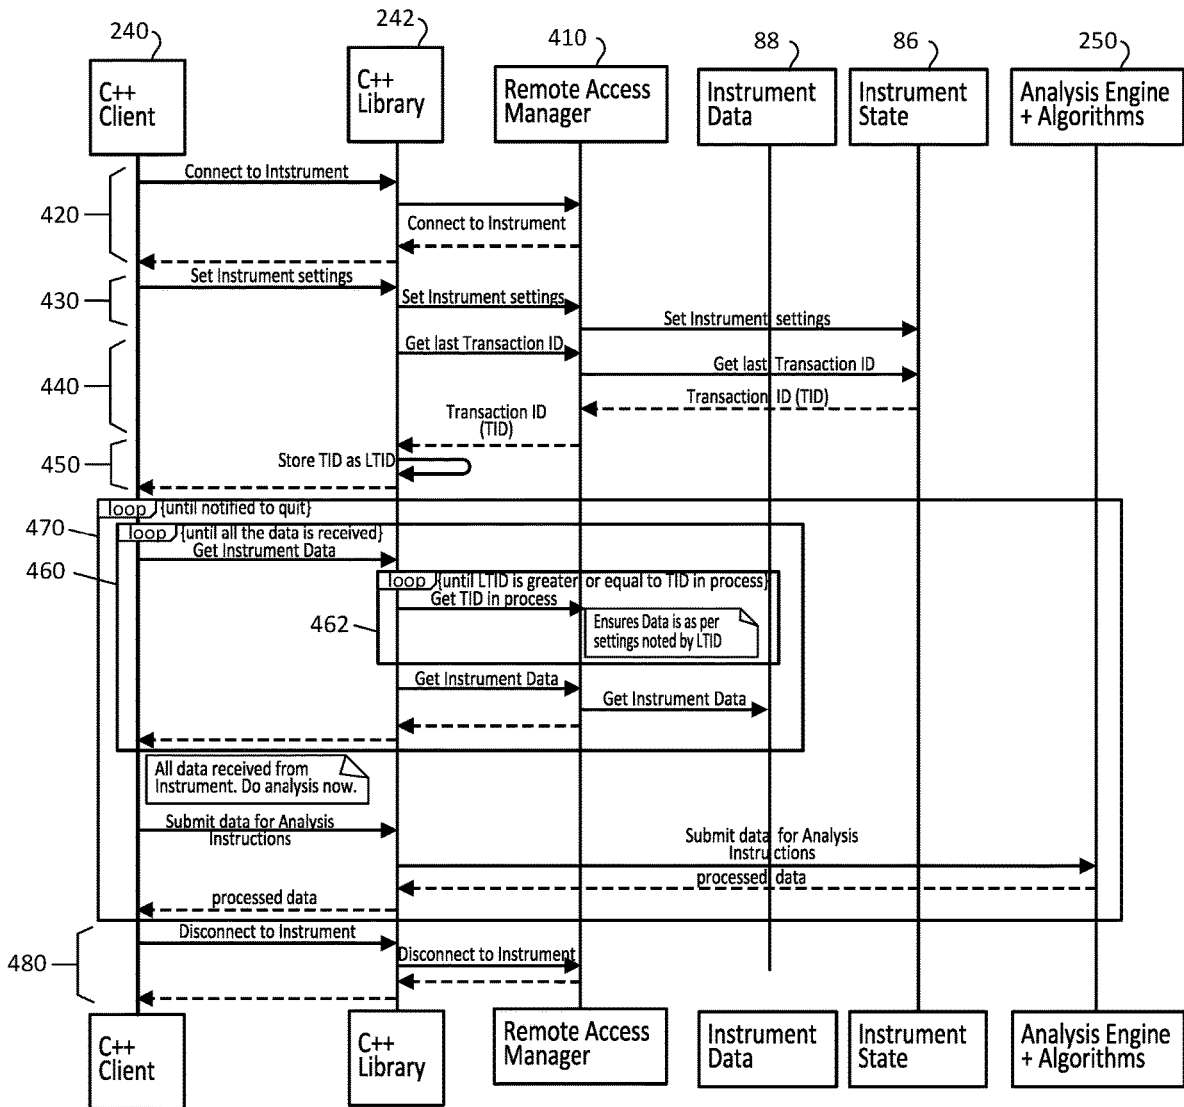 240
242
410
88
86
250
C++
Client
C++
Library
Remote Access
Manager
Instrument
Data
Instrument
State
Analysis Engine
+ Algorithms
420
Connect to Intstrument
Connect to Instrument
430
Set Instrument settings
Set Instrument settings
Set Instrument settings
440
Get last Transaction ID
Get last Transaction ID
Transaction ID (TID)
Transaction ID
(TID)
450
Store TID as LTID
loop {until notified to quit}
470
loop {until all the data is received}
Get Instrument Data
460
loop {until LTID is greater or equal to TID in process}
Get TID in process
462
Ensures Data is as per
settings noted by LTID
Get Instrument Data
Get Instrument Data
All data received from
Instrument. Do analysis now.
Submit data for Analysis
Instructions
Submit data for Analysis
Instructions
processed data
processed data
480
Disconnect to Instrument
Disconnect to Instrument
C++
Client
C++
Library
Remote Access
Manager
Instrument
Data
Instrument
State
Analysis Engine
+ Algorithms